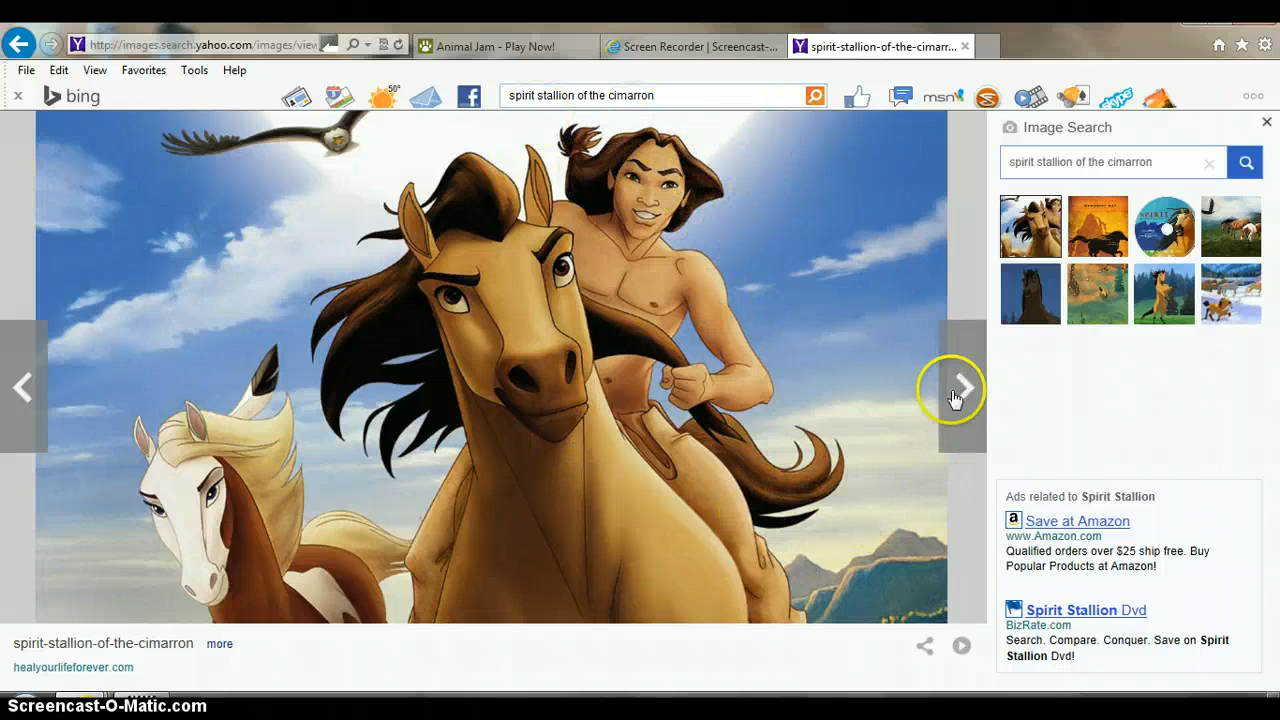 http://images.search.yahoo.com/images/view
Animal Jam - Play Now!
Screen Recorder | Screencast-...
spirit-stallion-of-the-cimarr...
File Edit View Favorites Tools Help
x bing
50°
spirit stallion of the cimarron
msn
skype
Image Search
spirit stallion of the cimarron
SPIRIT
Ads related to Spirit Stallion
a Save at Amazon
www.Amazon.com
Qualified orders over $25 ship free. Buy
Popular Products at Amazon!
Spirit Stallion Dvd
BizRate.com
Search. Compare. Conquer. Save on Spirit
Stallion Dvd!
spirit-stallion-of-the-cimarron more
healyourlifeforever.com
Screencast-O-Matic.com